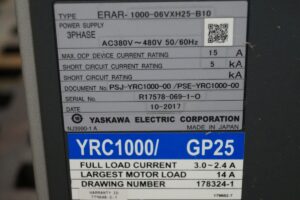 TYPE ERAR-1000-06VXH25-B10
POWER SUPPLY
3PHASE
AC380V~480V 50/60Hz
MAX. OCP DEVICE CURRENT RATING 15 A
SHORT CIRCUIT CURRENT 5 kA
SHORT CIRCUIT CURRENT RATING kA
DOCUMENT NO. PSJ-YRC1000-00 /PSE-YRC1000-00
SERIAL NO. R17578-069-1-0
DATE 10-2017
YASKAWA ELECTRIC CORPORATION
NJ3990-1 A MADE IN JAPAN
YRC1000/ GP25
FULL LOAD CURRENT 3.0~2.4 A
LARGEST MOTOR LOAD 14 A
DRAWING NUMBER 178324-1